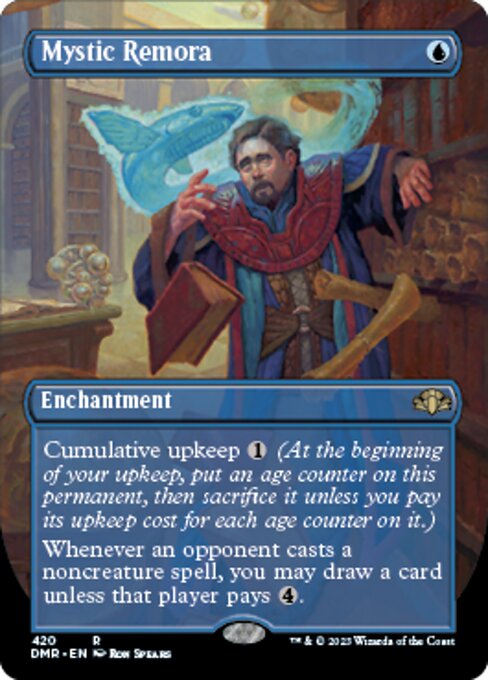 Mystic Remora
Enchantment
Cumulative upkeep 1 (At the beginning
of your upkeep, put an age counter on this
permanent, then sacrifice it unless you pay
its upkeep cost for each age counter on it.)
Whenever an opponent casts a
noncreature spell, you may draw a card
unless that player pays 4.
420 R
DMR • EN Ron Spears
™ & © 2023 Wizards of the Coast